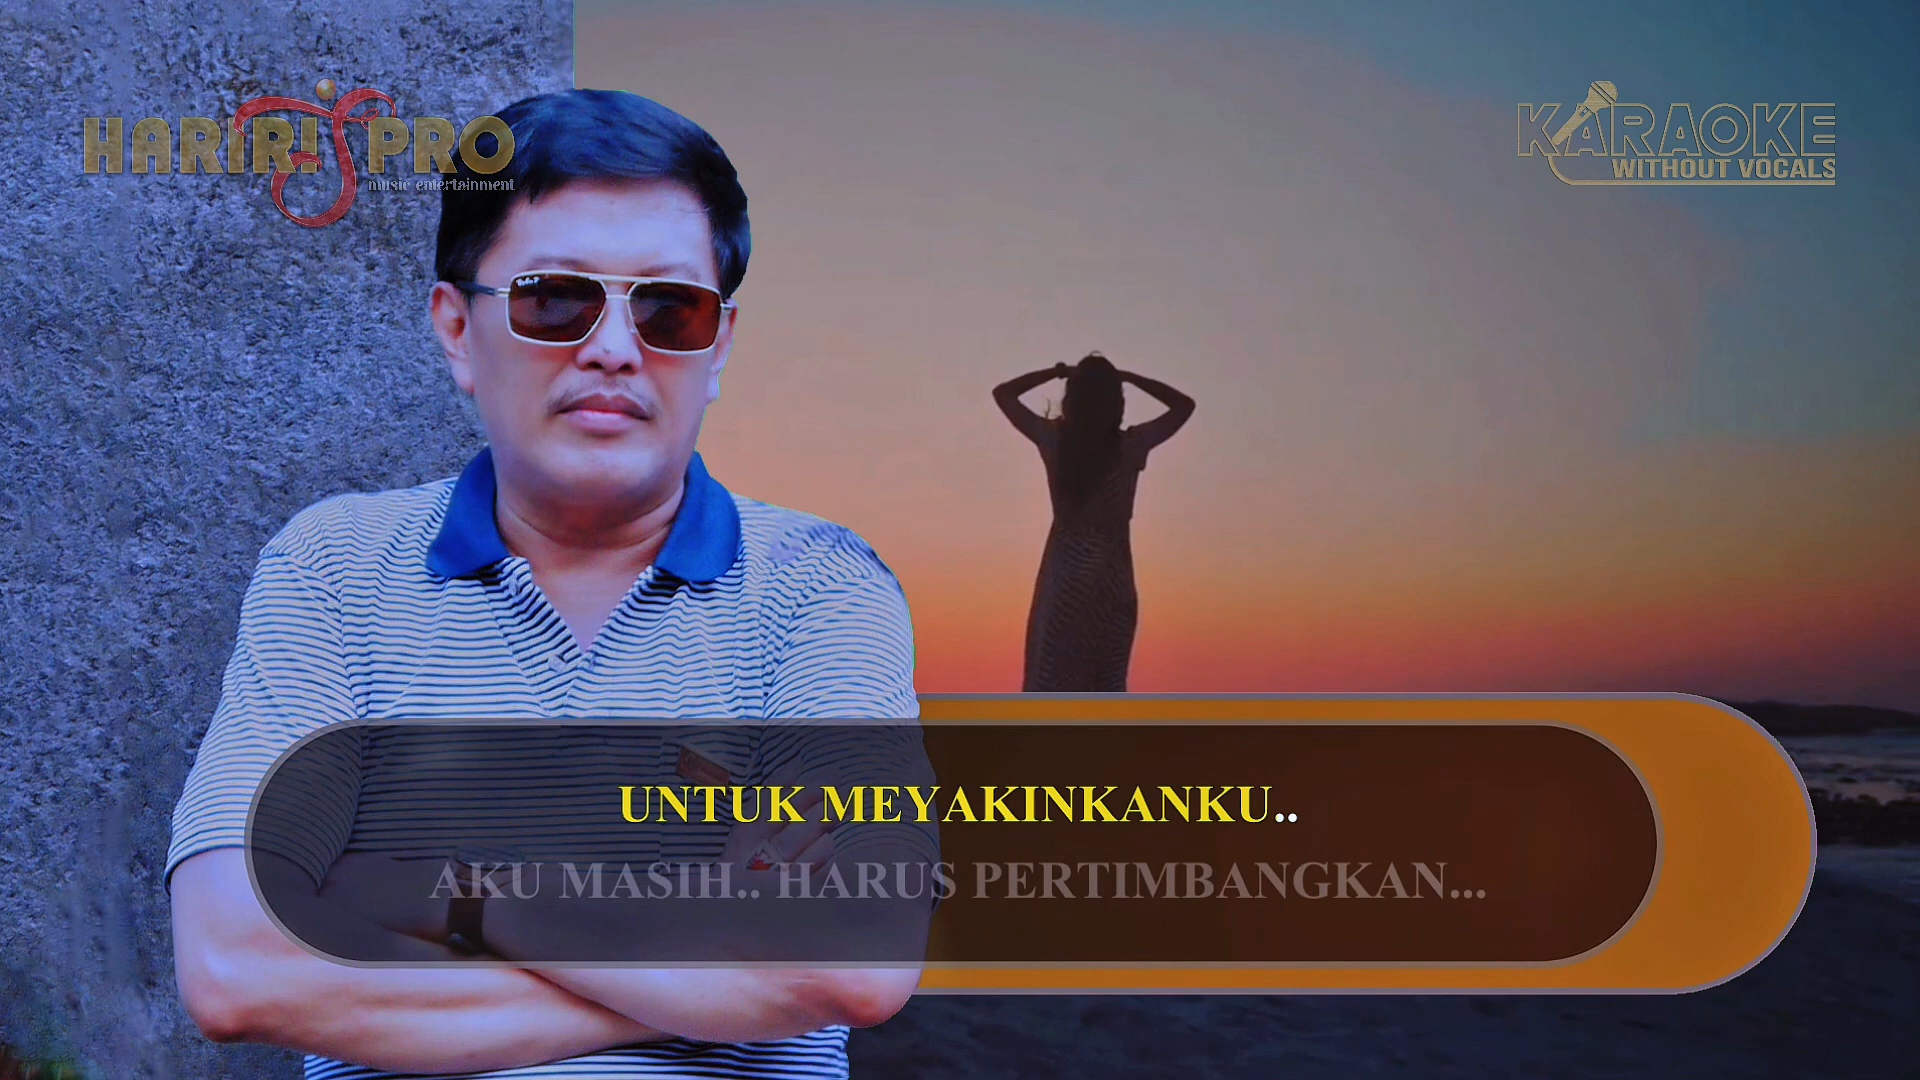 HARIRI PRO
music entertainment
KARAOKE
WITHOUT VOCALS
UNTUK MEYAKINKANKU..
AKU MASIH.. HARUS PERTIMBANGKAN...